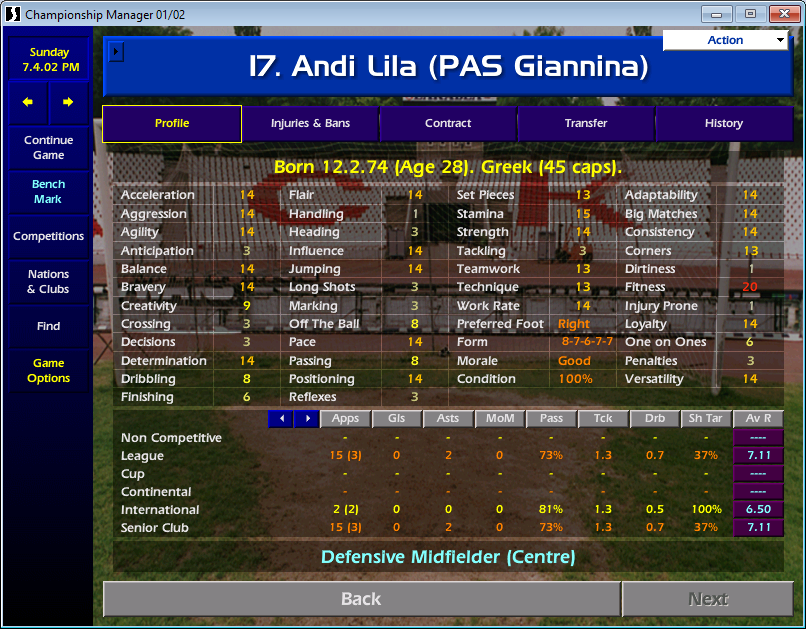 Championship Manager 01/02
Sunday
7.4.02 PM
Continue
Game
Bench
Mark
Competitions
Nations
& Clubs
Find
Game
Options
Action
17. Andi Lila (PAS Giannina)
Profile Injuries & Bans Contract Transfer History
Born 12.2.74 (Age 28). Greek (45 caps).
Acceleration 14 Flair 14 Set Pieces 13 Adaptability 14
Aggression 14 Handling 1 Stamina 15 Big Matches 14
Agility 14 Heading 3 Strength 14 Consistency 14
Anticipation 3 Influence 14 Tackling 3 Corners 13
Balance 14 Jumping 14 Teamwork 13 Dirtiness 1
Bravery 14 Long Shots 3 Technique 13 Fitness 20
Creativity 9 Marking 3 Work Rate 14 Injury Prone 1
Crossing 3 Off The Ball 8 Preferred Foot Right Loyalty 14
Decisions 3 Pace 14 Form 8-7-6-7-7 One on Ones 6
Determination 14 Passing 8 Morale Good Penalties 3
Dribbling 8 Positioning 14 Condition 100% Versatility 14
Finishing 6 Reflexes 3
Apps Gls Asts MoM Pass Tck Drb Sh Tar Av R
Non Competitive - - - - - - - - ----
League 15 (3) 0 2 0 73% 1.3 0.7 37% 7.11
Cup - - - - - - - - ----
Continental - - - - - - - - ----
International 2 (2) 0 0 0 81% 1.3 0.5 100% 6.50
Senior Club 15 (3) 0 2 0 73% 1.3 0.7 37% 7.11
Defensive Midfielder (Centre)
Back Next